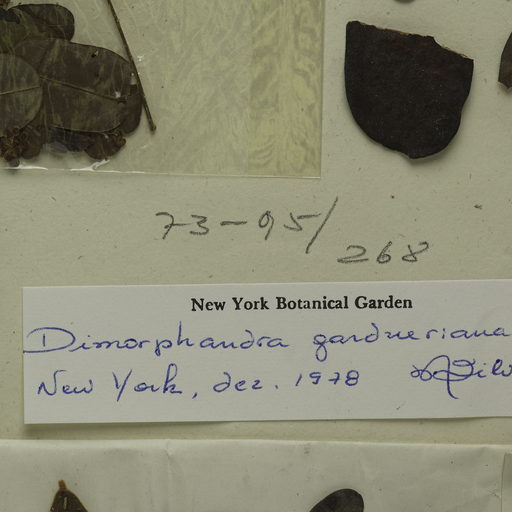 73-95/
268
New York Botanical Garden
Dimorphandra gardneriana
New York, dez. 1978